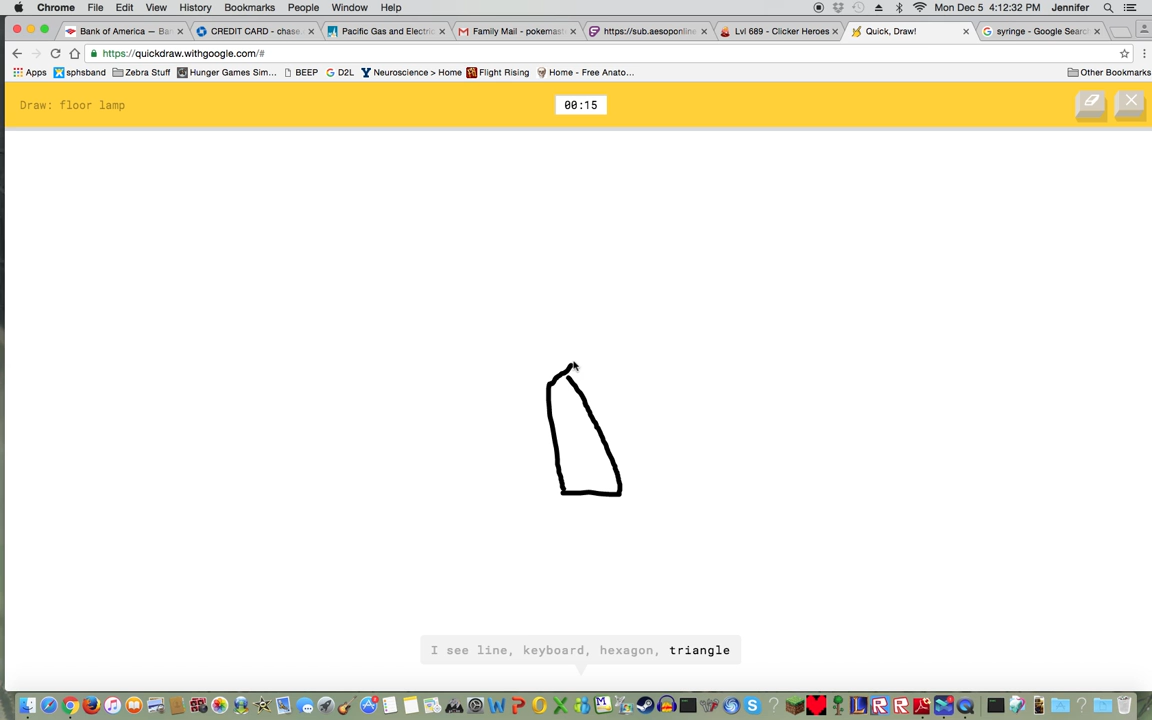 Chrome File Edit View History Bookmarks People Window Help Mon Dec 5 4:12:32 PM Jennifer
Bank of America — Ba CREDIT CARD - chase. Pacific Gas and Electric Family Mail - pokemast https://sub.aesoponline Lvl 689 - Clicker Heroes Quick, Draw! syringe - Google Searc
https://quickdraw.withgoogle.com/#
Apps sphsband Zebra Stuff Hunger Games Sim... BEEP D2L Neuroscience > Home Flight Rising Home - Free Anato... Other Bookmarks
Draw: floor lamp 00:15
I see line, keyboard, hexagon, triangle